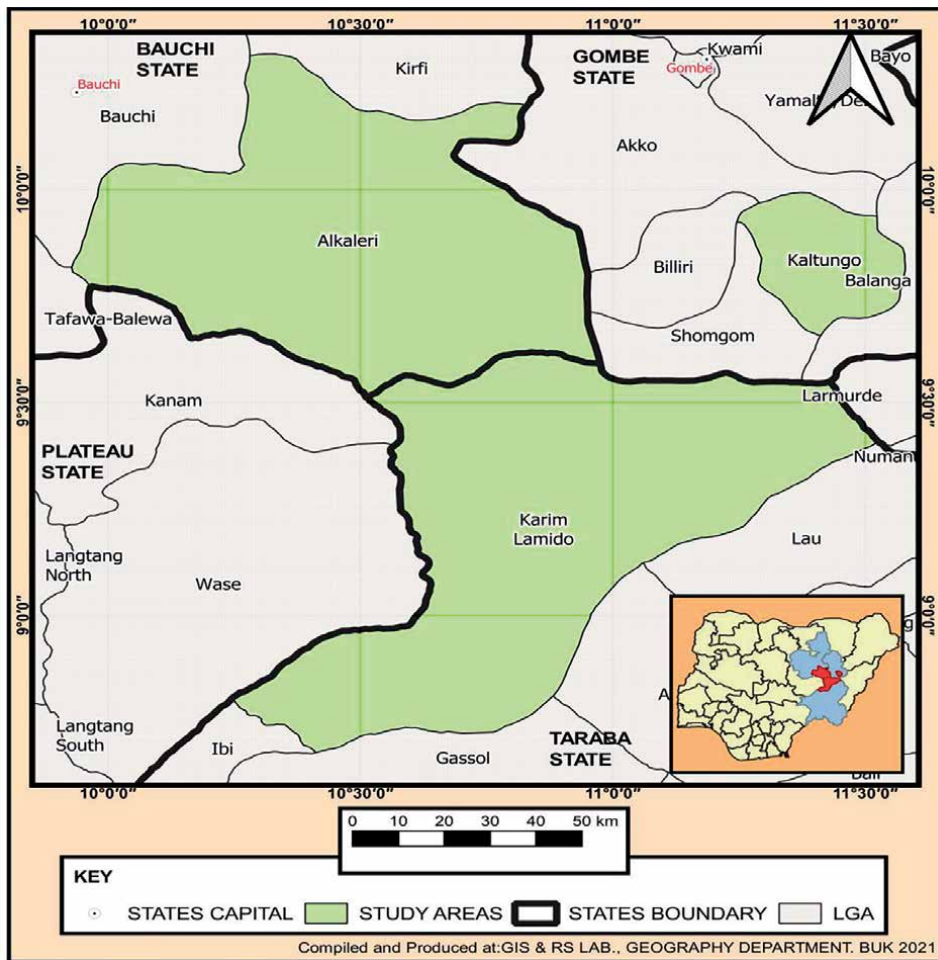 10°0'0"
10°30'0"
11°0'0"
11°30'0"
BAUCHI
STATE
Bauchi
Bauchi
Kirfi
GOMBE
STATE
Kwami
Gombe
Bayo
Akko
10°0'0"
10°0'0"
Alkaleri
Billiri
Kaltungo
Balanga
Tafawa-Balewa
Shomgom
9°30'0"
9°30'0"
Kanam
Larmurde
PLATEAU
STATE
Numan
Karim
Lamido
Langtang
North
Wase
Lau
9°0'0"
9°0'0"
Langtang
South
Ibi
Gassol
TARABA
STATE
10°0'0"
10°30'0"
11°0'0"
11°30'0"
0 10 20 30 40 50 km
KEY
STATES CAPITAL STUDY AREAS STATES BOUNDARY LGA
Compiled and Produced at:GIS & RS LAB., GEOGRAPHY DEPARTMENT. BUK 2021